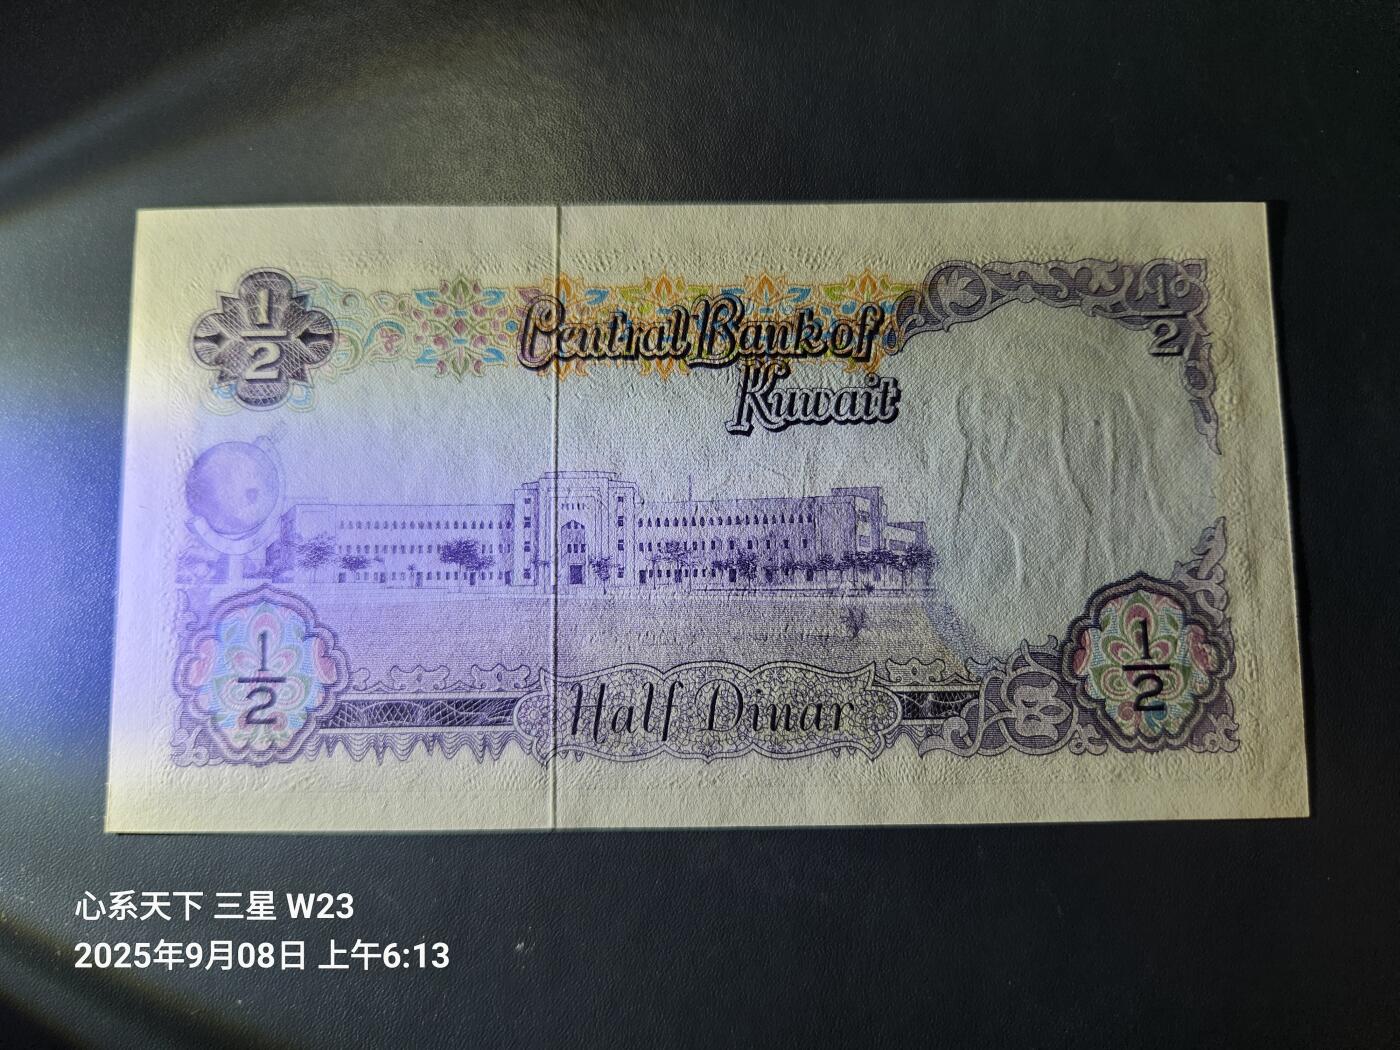 1/2
Central Bank of
Kuwait
1/2
1/2
Half Dinar
1/2
心系天下 三星 W23
2025年9月08日 上午6:13